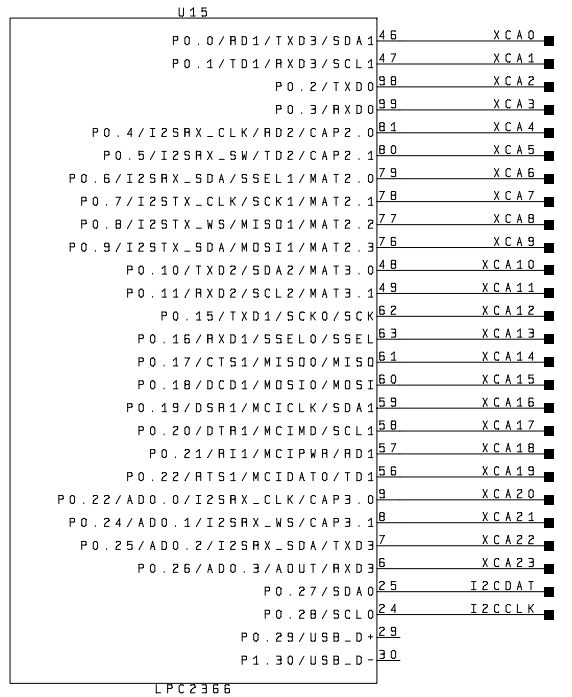 U15
P0.0/RD1/TXD3/SDA1 46 XCA0
P0.1/TD1/RXD3/SCL1 47 XCA1
P0.2/TXD0 98 XCA2
P0.3/RXD0 99 XCA3
P0.4/I2SRX_CLK/RD2/CAP2.0 81 XCA4
P0.5/I2SRX_SW/TD2/CAP2.1 80 XCA5
P0.6/I2SRX_SDA/SSEL1/MAT2.0 79 XCA6
P0.7/I2STX_CLK/SCK1/MAT2.1 78 XCA7
P0.8/I2STX_WS/MISO1/MAT2.2 77 XCA8
P0.9/I2STX_SDA/MOSI1/MAT2.3 76 XCA9
P0.10/TXD2/SDA2/MAT3.0 48 XCA10
P0.11/RXD2/SCL2/MAT3.1 49 XCA11
P0.15/TXD1/SCK0/SCK 62 XCA12
P0.16/RXD1/SSEL0/SSEL 63 XCA13
P0.17/CTS1/MISO0/MISO 61 XCA14
P0.18/DCD1/MOSI0/MOSI 60 XCA15
P0.19/DSR1/MCICLK/SDA1 59 XCA16
P0.20/DTR1/MCIMD/SCL1 58 XCA17
P0.21/RI1/MCIPWR/RD1 57 XCA18
P0.22/RTS1/MCIDAT0/TD1 56 XCA19
P0.22/AD0.0/I2SRX_CLK/CAP3.0 9 XCA20
P0.24/AD0.1/I2SRX_WS/CAP3.1 8 XCA21
P0.25/AD0.2/I2SRX_SDA/TXD3 7 XCA22
P0.26/AD0.3/AOUT/RXD3 6 XCA23
P0.27/SDA0 25 I2CDAT
P0.28/SCL0 24 I2CCLK
P0.29/USB_D+ 29
P1.30/USB_D- 30
LPC2366